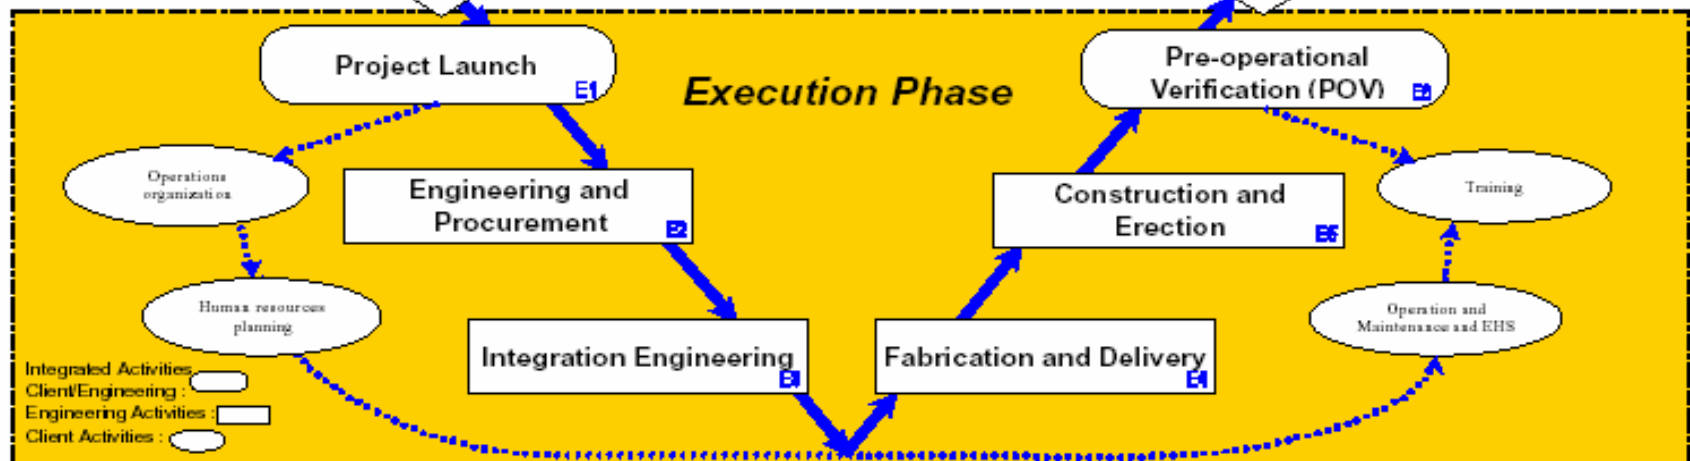 Project Launch
E1
Execution Phase
Pre-operational
Verification (POV)
Operations
organization
Engineering and
Procurement
E2
Construction and
Erection
E5
Training
Human resources
planning
Operation and
Maintenance and EHS
Integration Engineering
E3
Fabrication and Delivery
E4
Integrated Activities
Client/Engineering :
Engineering Activities :
Client Activities :